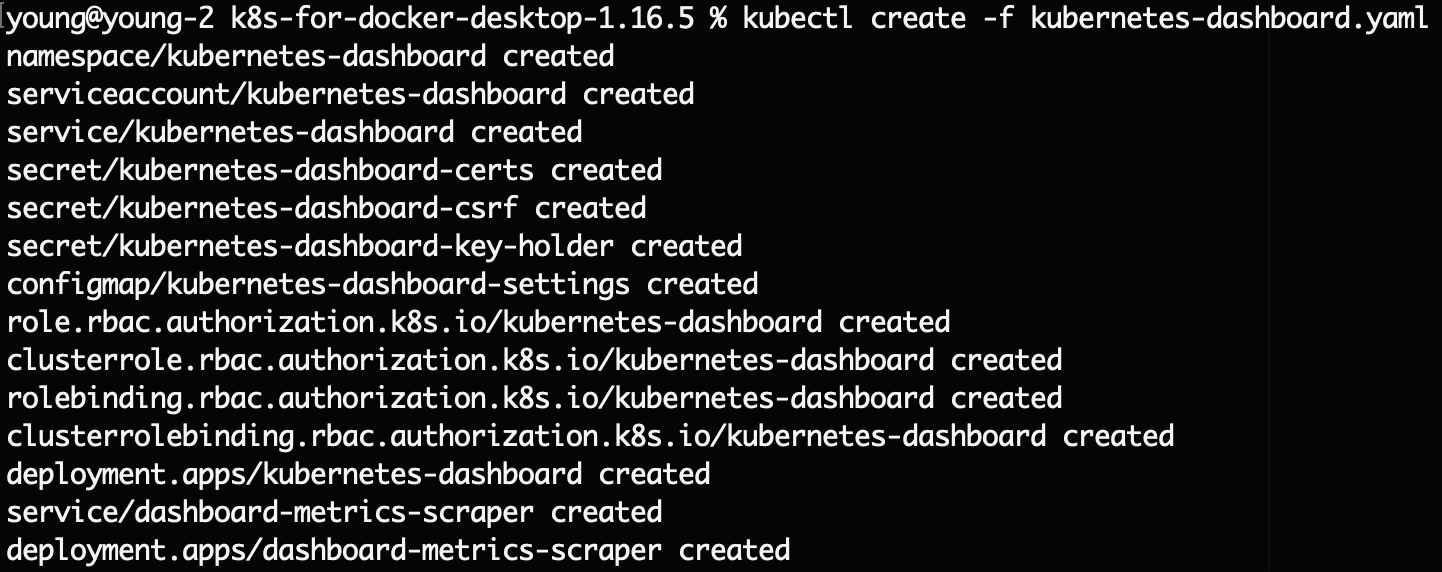 [young@young-2 k8s-for-docker-desktop-1.16.5 % kubectl create -f kubernetes-dashboard.yaml
namespace/kubernetes-dashboard created
serviceaccount/kubernetes-dashboard created
service/kubernetes-dashboard created
secret/kubernetes-dashboard-certs created
secret/kubernetes-dashboard-csrf created
secret/kubernetes-dashboard-key-holder created
configmap/kubernetes-dashboard-settings created
role.rbac.authorization.k8s.io/kubernetes-dashboard created
clusterrole.rbac.authorization.k8s.io/kubernetes-dashboard created
rolebinding.rbac.authorization.k8s.io/kubernetes-dashboard created
clusterrolebinding.rbac.authorization.k8s.io/kubernetes-dashboard created
deployment.apps/kubernetes-dashboard created
service/dashboard-metrics-scraper created
deployment.apps/dashboard-metrics-scraper created